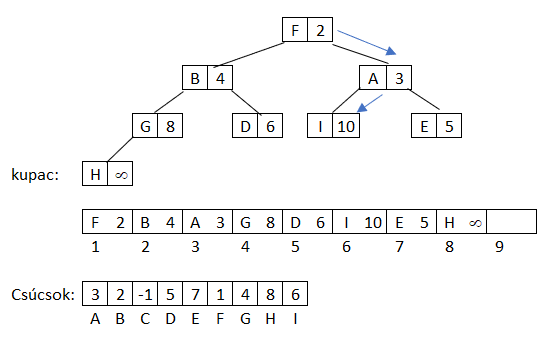 F 2
B 4 A 3
G 8 D 6 I 10 E 5
H ∞
kupac:
F 2 B 4 A 3 G 8 D 6 I 10 E 5 H ∞
1 2 3 4 5 6 7 8 9
Csúcsok: 3 2 -1 5 7 1 4 8 6
A B C D E F G H I